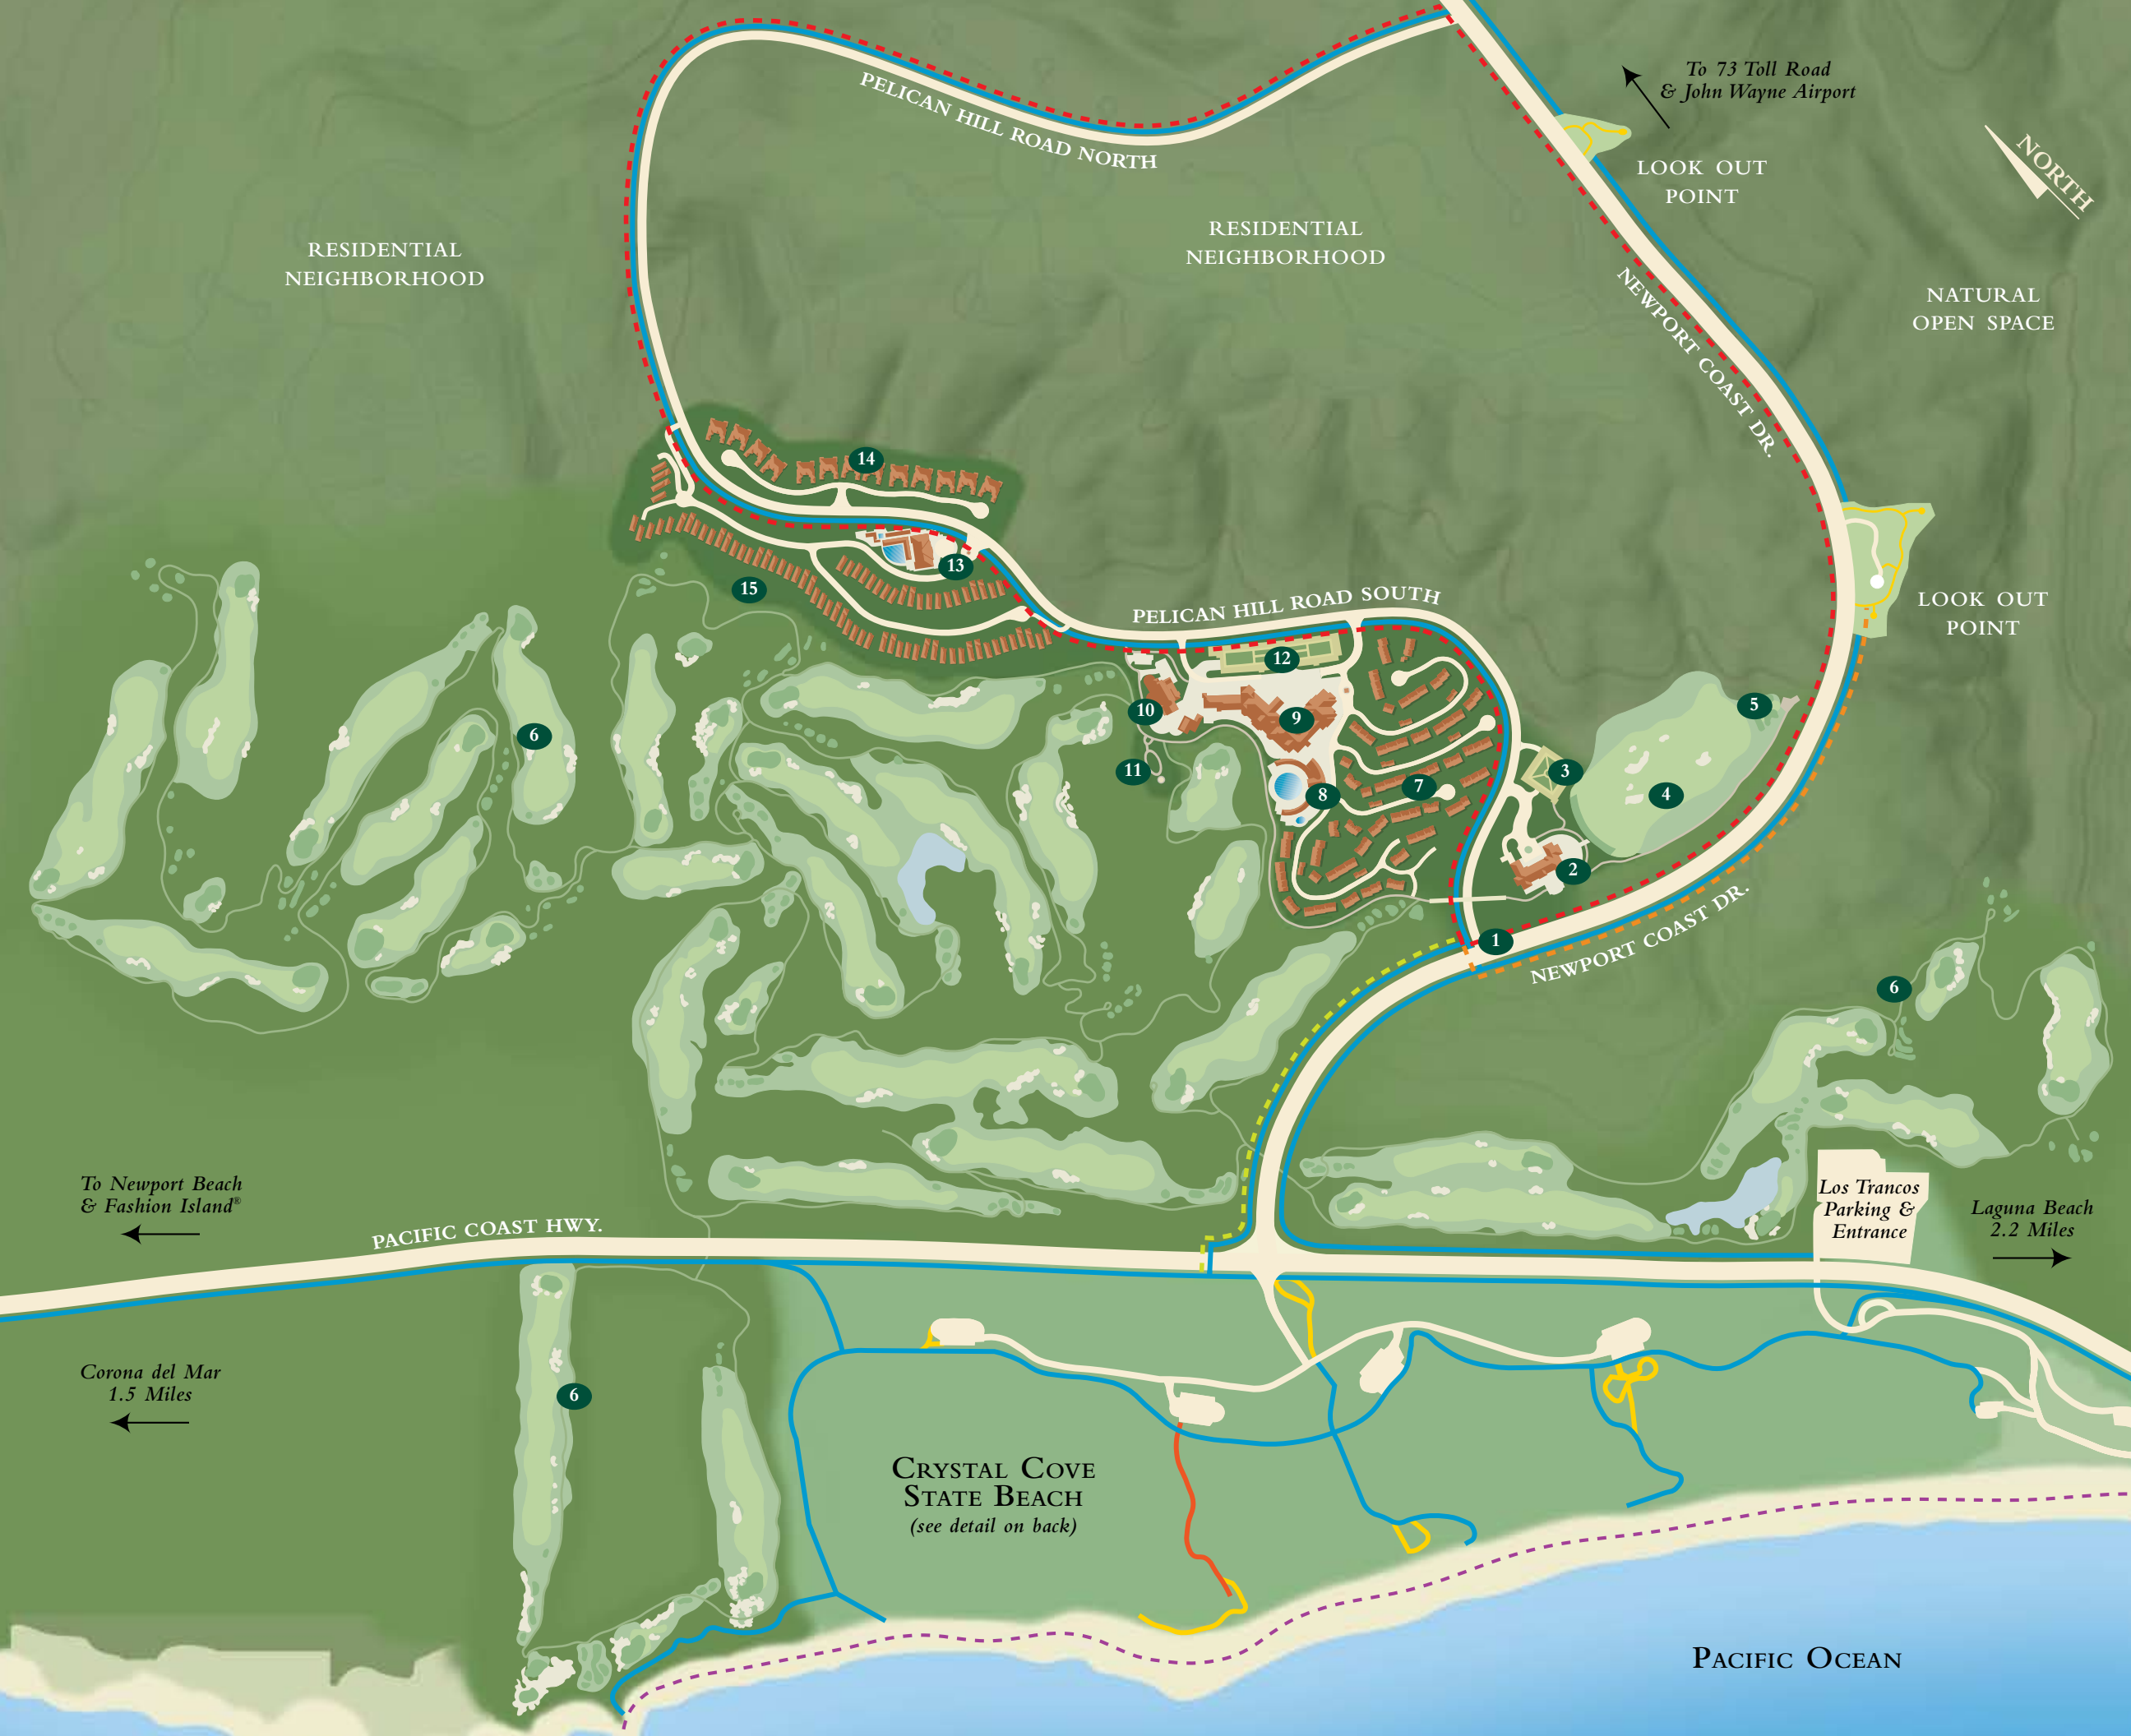 PELICAN HILL ROAD NORTH
To 73 Toll Road
& John Wayne Airport
NORTH
LOOK OUT
POINT
RESIDENTIAL
NEIGHBORHOOD
RESIDENTIAL
NEIGHBORHOOD
NATURAL
OPEN SPACE
NEWPORT COAST DR.
14
13
15
PELICAN HILL ROAD SOUTH
LOOK OUT
POINT
12
10
9
5
6
11
3
8
7
4
2
1
NEWPORT COAST DR.
6
To Newport Beach
& Fashion Island®
PACIFIC COAST HWY.
Los Trancos
Parking &
Entrance
Laguna Beach
2.2 Miles
Corona del Mar
1.5 Miles
6
CRYSTAL COVE
STATE BEACH
(see detail on back)
PACIFIC OCEAN